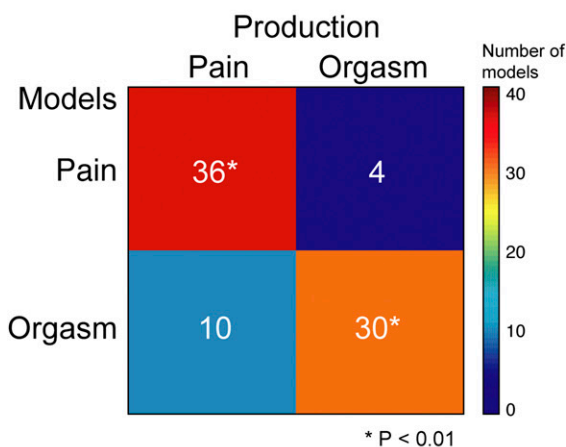 Production
Pain Orgasm
Number of
models
Models
Pain 36* 4
Orgasm 10 30*
40
30
20
10
0
* P < 0.01